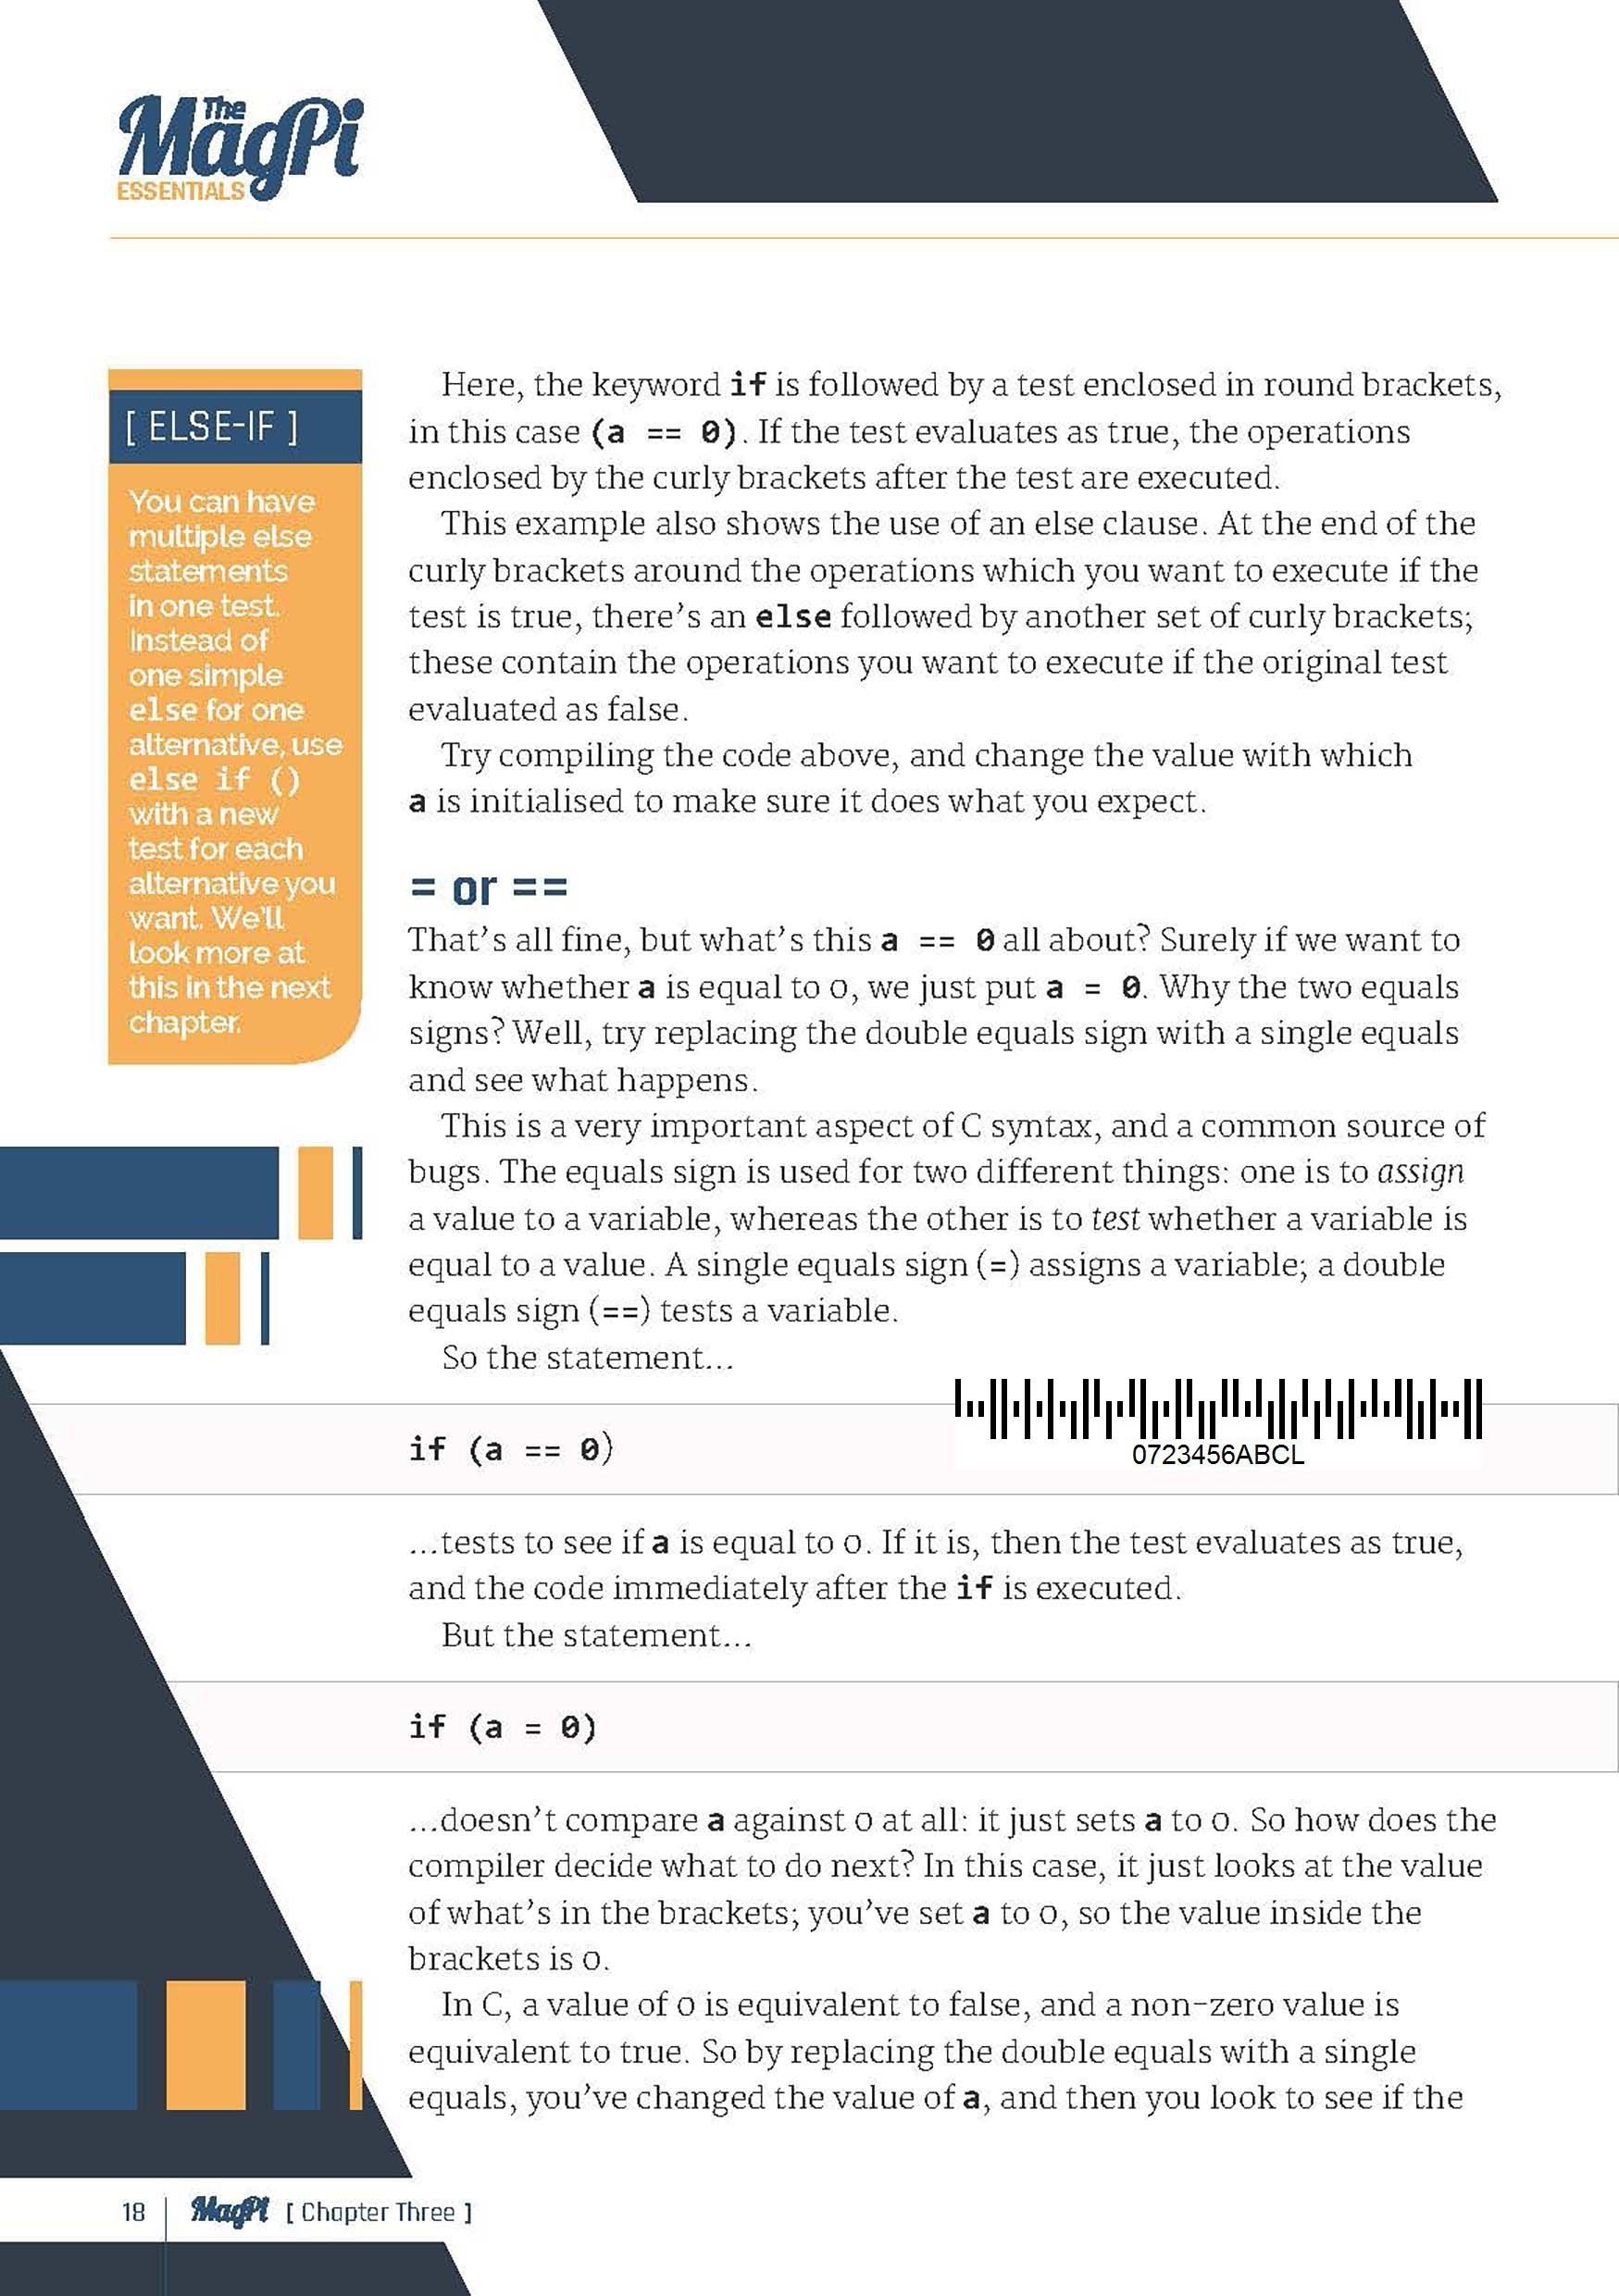 The
MagPi
ESSENTIALS
[ ELSE-IF ]
You can have
multiple else
statements
in one test.
Instead of
one simple
else for one
alternative, use
else if ()
with a new
test for each
alternative you
want. We'll
look more at
this in the next
chapter.
Here, the keyword if is followed by a test enclosed in round brackets,
in this case (a == 0). If the test evaluates as true, the operations
enclosed by the curly brackets after the test are executed.
This example also shows the use of an else clause. At the end of the
curly brackets around the operations which you want to execute if the
test is true, there's an else followed by another set of curly brackets;
these contain the operations you want to execute if the original test
evaluated as false.
Try compiling the code above, and change the value with which
a is initialised to make sure it does what you expect.
= or ==
That's all fine, but what's this a == 0 all about? Surely if we want to
know whether a is equal to 0, we just put a = 0. Why the two equals
signs? Well, try replacing the double equals sign with a single equals
and see what happens.
This is a very important aspect of C syntax, and a common source of
bugs. The equals sign is used for two different things: one is to assign
a value to a variable, whereas the other is to test whether a variable is
equal to a value. A single equals sign (=) assigns a variable; a double
equals sign (==) tests a variable.
So the statement...
if (a == 0)
0723456ABCL
...tests to see if a is equal to 0. If it is, then the test evaluates as true,
and the code immediately after the if is executed.
But the statement...
if (a = 0)
...doesn't compare a against 0 at all: it just sets a to 0. So how does the
compiler decide what to do next? In this case, it just looks at the value
of what's in the brackets; you've set a to 0, so the value inside the
brackets is 0.
In C, a value of 0 is equivalent to false, and a non-zero value is
equivalent to true. So by replacing the double equals with a single
equals, you've changed the value of a, and then you look to see if the
18 MagPi [ Chapter Three ]